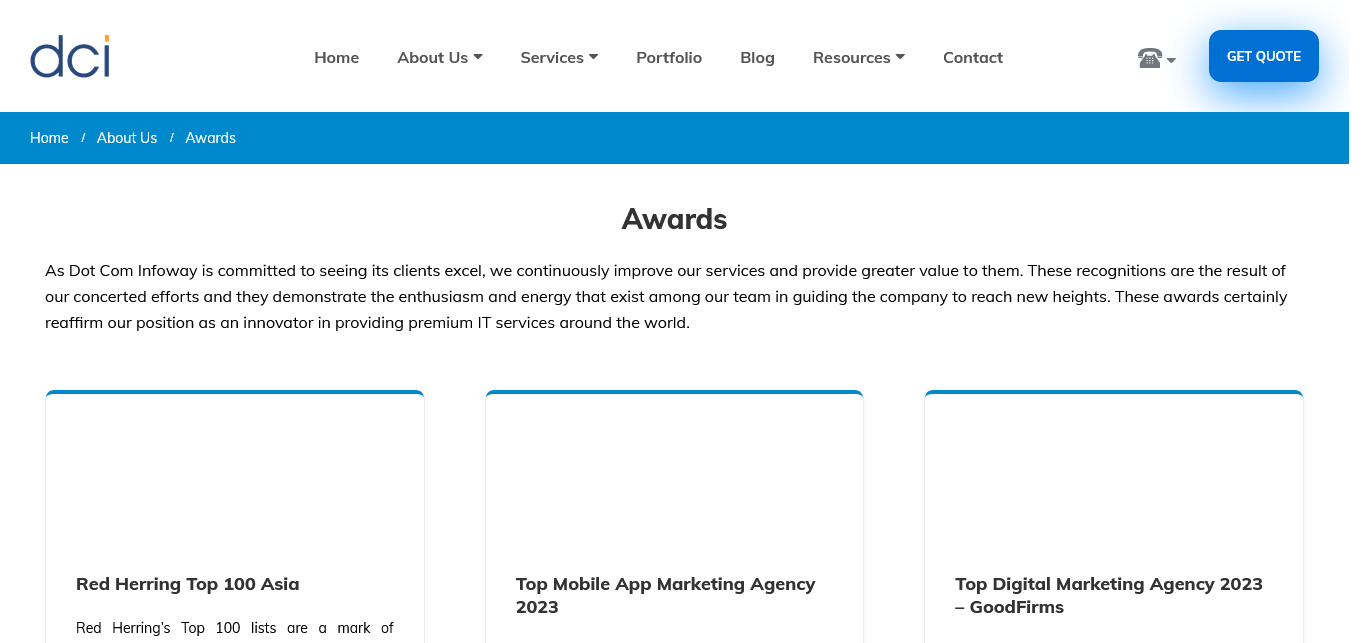 dci
Home
About Us
Services
Portfolio
Blog
Resources
Contact
GET QUOTE
Home / About Us / Awards
Awards
As Dot Com Infoway is committed to seeing its clients excel, we continuously improve our services and provide greater value to them. These recognitions are the result of
our concerted efforts and they demonstrate the enthusiasm and energy that exist among our team in guiding the company to reach new heights. These awards certainly
reaffirm our position as an innovator in providing premium IT services around the world.
Red Herring Top 100 Asia
Red Herring's Top 100 lists are a mark of
Top Mobile App Marketing Agency
2023
Top Digital Marketing Agency 2023
– GoodFirms